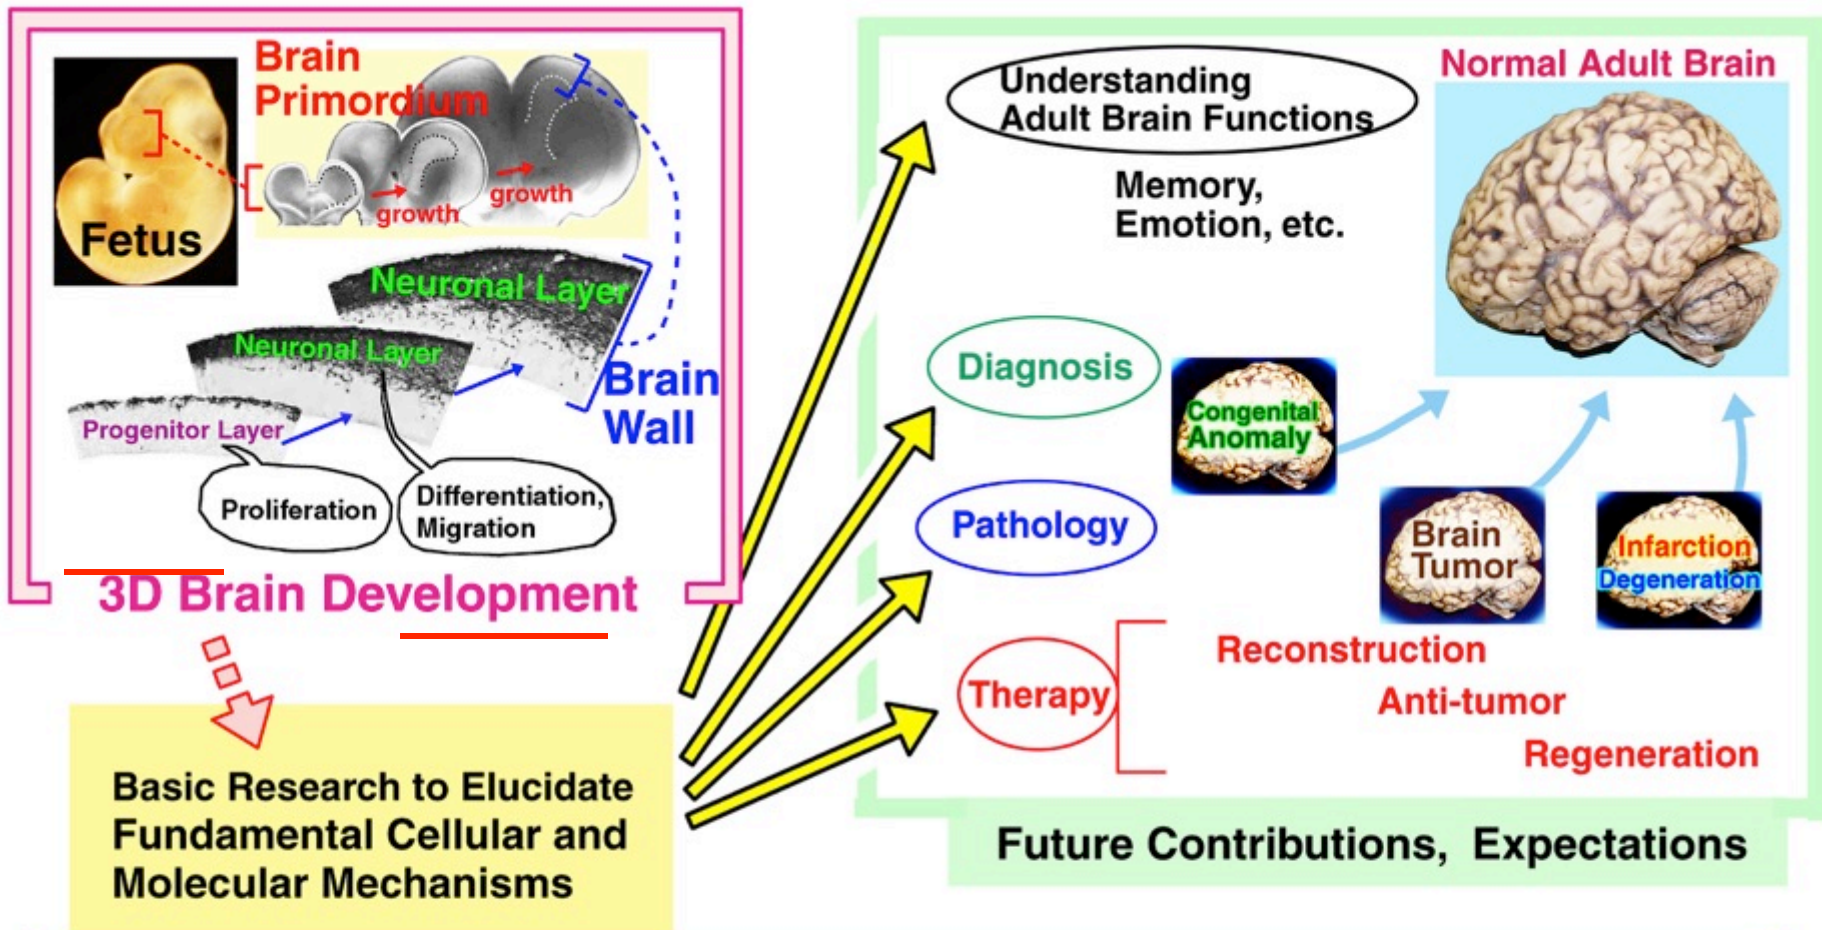 Brain
Primordium
Fetus
growth
growth
Neuronal Layer
Neuronal Layer
Progenitor Layer
Brain
Wall
Proliferation
Differentiation,
Migration
3D Brain Development
Basic Research to Elucidate
Fundamental Cellular and
Molecular Mechanisms
Understanding
Adult Brain Functions
Memory,
Emotion, etc.
Normal Adult Brain
Diagnosis
Congenital
Anomaly
Pathology
Brain
Tumor
Infarction
Degeneration
Therapy
Reconstruction
Anti-tumor
Regeneration
Future Contributions, Expectations